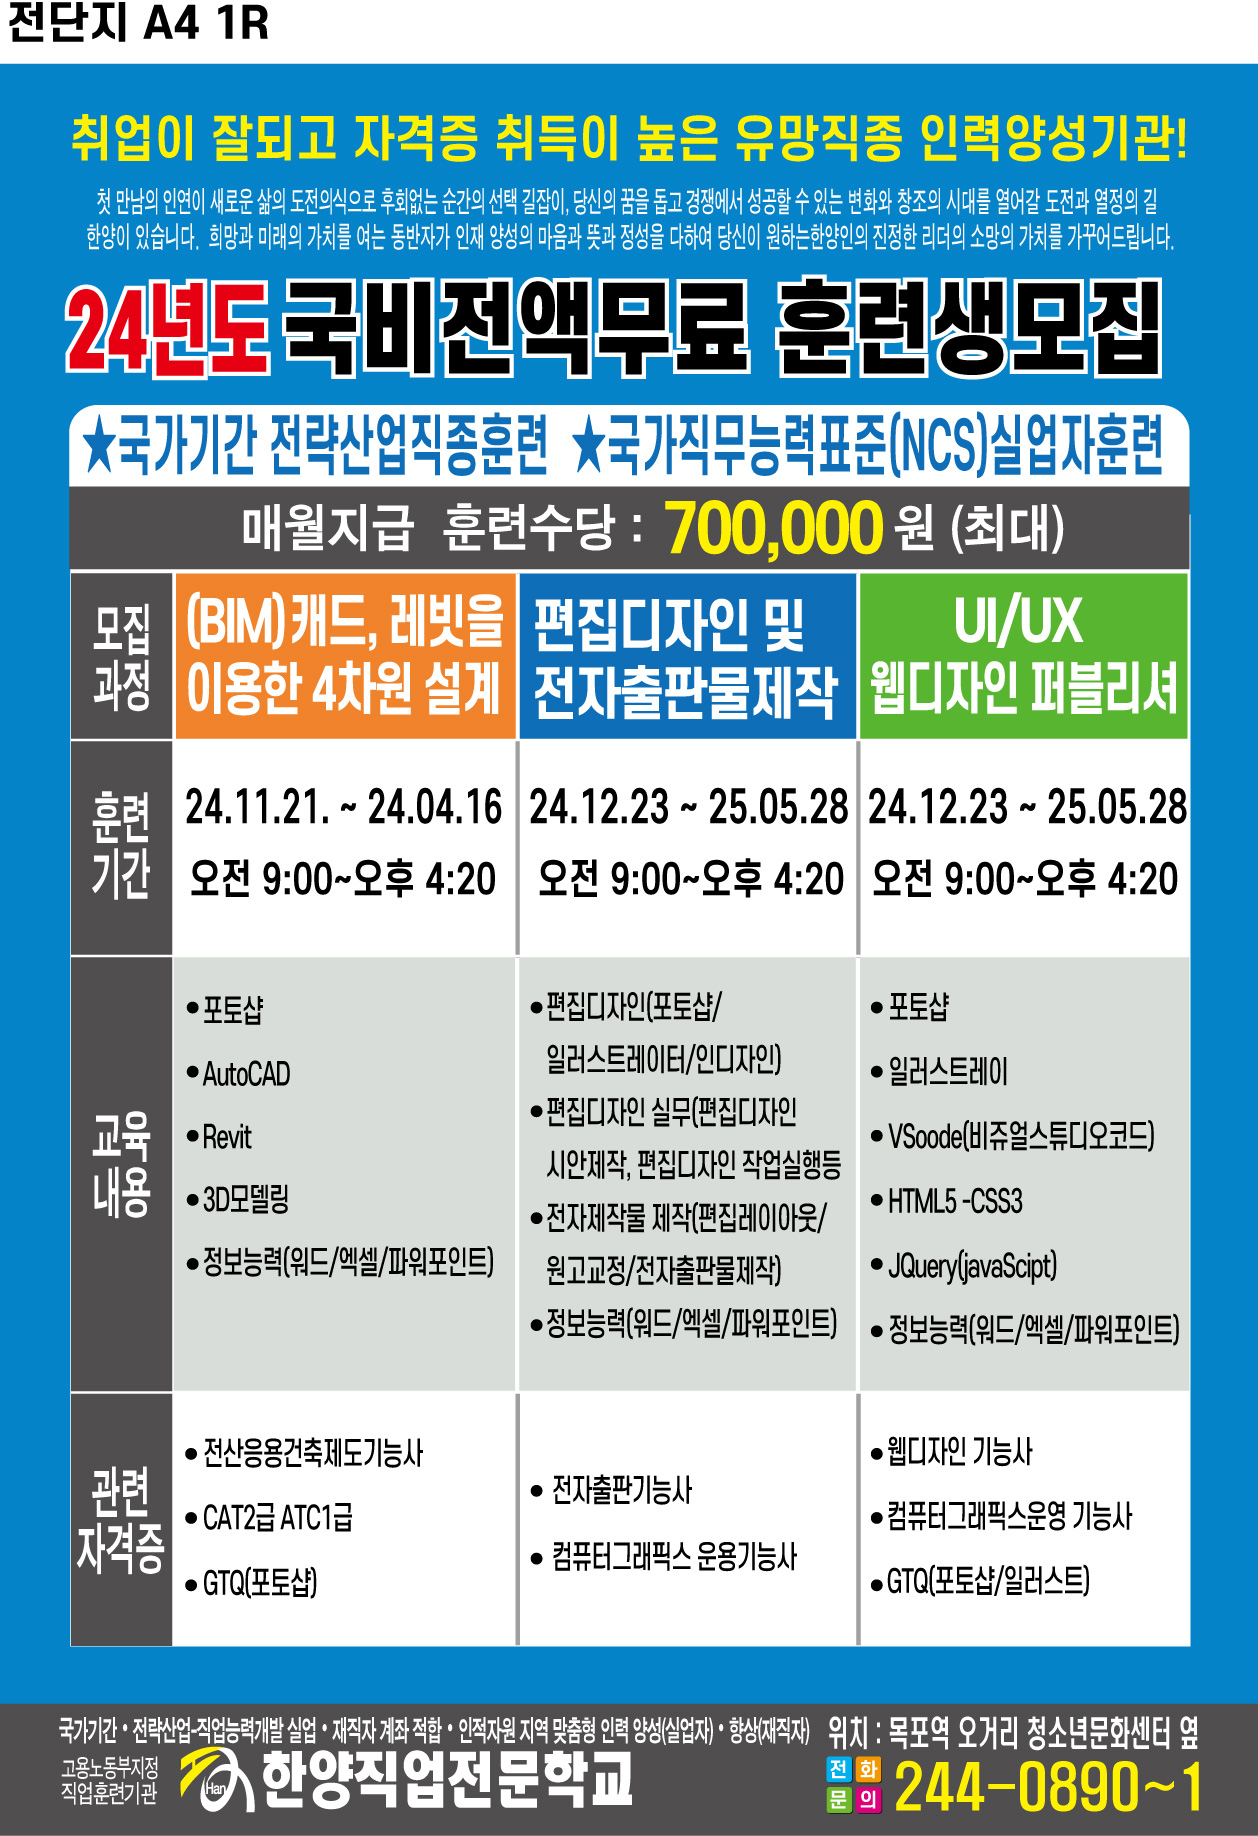 전단지 A4 1R
취업이 잘되고 자격증 취득이 높은 유망직종 인력양성기관!
첫 만남의 인연이 새로운 삶의 도전의식으로 후회없는 순간의 선택 길잡이, 당신의 꿈을 돕고 경쟁에서 성공할 수 있는 변화와 창조의 시대를 열어갈 도전과 열정의 길
한양이 있습니다. 희망과 미래의 가치를 여는 동반자가 인재 양성의 마음과 뜻과 정성을 다하여 당신이 원하는한양인의 진정한 리더의 소망의 가치를 가꾸어드립니다.
24년도 국비전액무료 훈련생모집
★국가기간 전략산업직종훈련 ★국가직무능력표준(NCS)실업자훈련
매월지급 훈련수당 : 700,000 원 (최대)
모집
과정
(BIM)캐드, 레빗을
이용한 4차원 설계
편집디자인 및
전자출판물제작
UI/UX
웹디자인 퍼블리셔
훈련
기간
24.11.21. ~ 24.04.16
오전 9:00~오후 4:20
24.12.23 ~ 25.05.28
오전 9:00~오후 4:20
24.12.23 ~ 25.05.28
오전 9:00~오후 4:20
교육
내용
•포토샵
•AutoCAD
•Revit
•3D모델링
•정보능력(워드/엑셀/파워포인트)
•편집디자인(포토샵/
일러스트레이터/인디자인)
•편집디자인 실무(편집디자인
시안제작, 편집디자인 작업실행등
•전자제작물 제작(편집레이아웃/
원고교정/전자출판물제작)
•정보능력(워드/엑셀/파워포인트)
•포토샵
•일러스트레이
•VSoode(비쥬얼스튜디오코드)
•HTML5 -CSS3
•JQuery(javaScipt)
•정보능력(워드/엑셀/파워포인트)
관련
자격증
•전산응용건축제도기능사
•CAT2급 ATC1급
•GTQ(포토샵)
• 전자출판기능사
• 컴퓨터그래픽스 운용기능사
•웹디자인 기능사
•컴퓨터그래픽스운영 기능사
•GTQ(포토샵/일러스트)
국가기간 • 전략산업-직업능력개발 실업 • 재직자 계좌 적합 • 인적자원 지역 맞춤형 인력 양성(실업자) • 향상(재직자)
위치 : 목포역 오거리 청소년문화센터 옆
고용노동부지정
직업훈련기관
Han
한양직업전문학교
전화
문의
244-0890~1